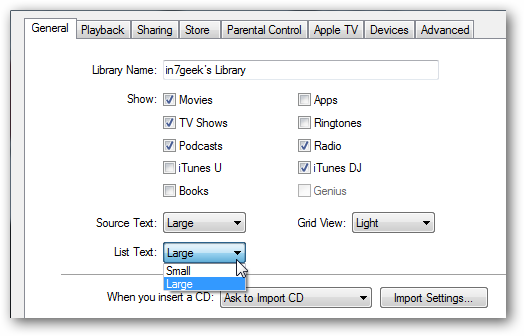 General Playback Sharing Store Parental Control Apple TV Devices Advanced
Library Name: in7geek's Library
Show: Movies Apps
TV Shows Ringtones
Podcasts Radio
iTunes U iTunes DJ
Books Genius
Source Text: Large Grid View: Light
List Text: Large
Small
Large
When you insert a CD: Ask to Import CD Import Settings...